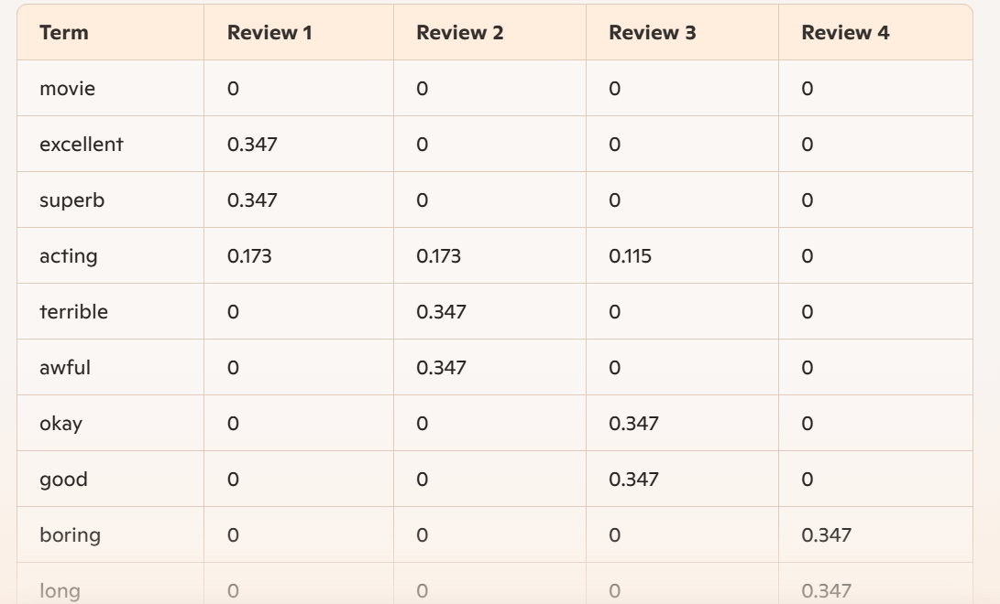 Term Review 1 Review 2 Review 3 Review 4
movie 0 0 0 0
excellent 0.347 0 0 0
superb 0.347 0 0 0
acting 0.173 0.173 0.115 0
terrible 0 0.347 0 0
awful 0 0.347 0 0
okay 0 0 0.347 0
good 0 0 0.347 0
boring 0 0 0 0.347
long 0 0 0 0.347